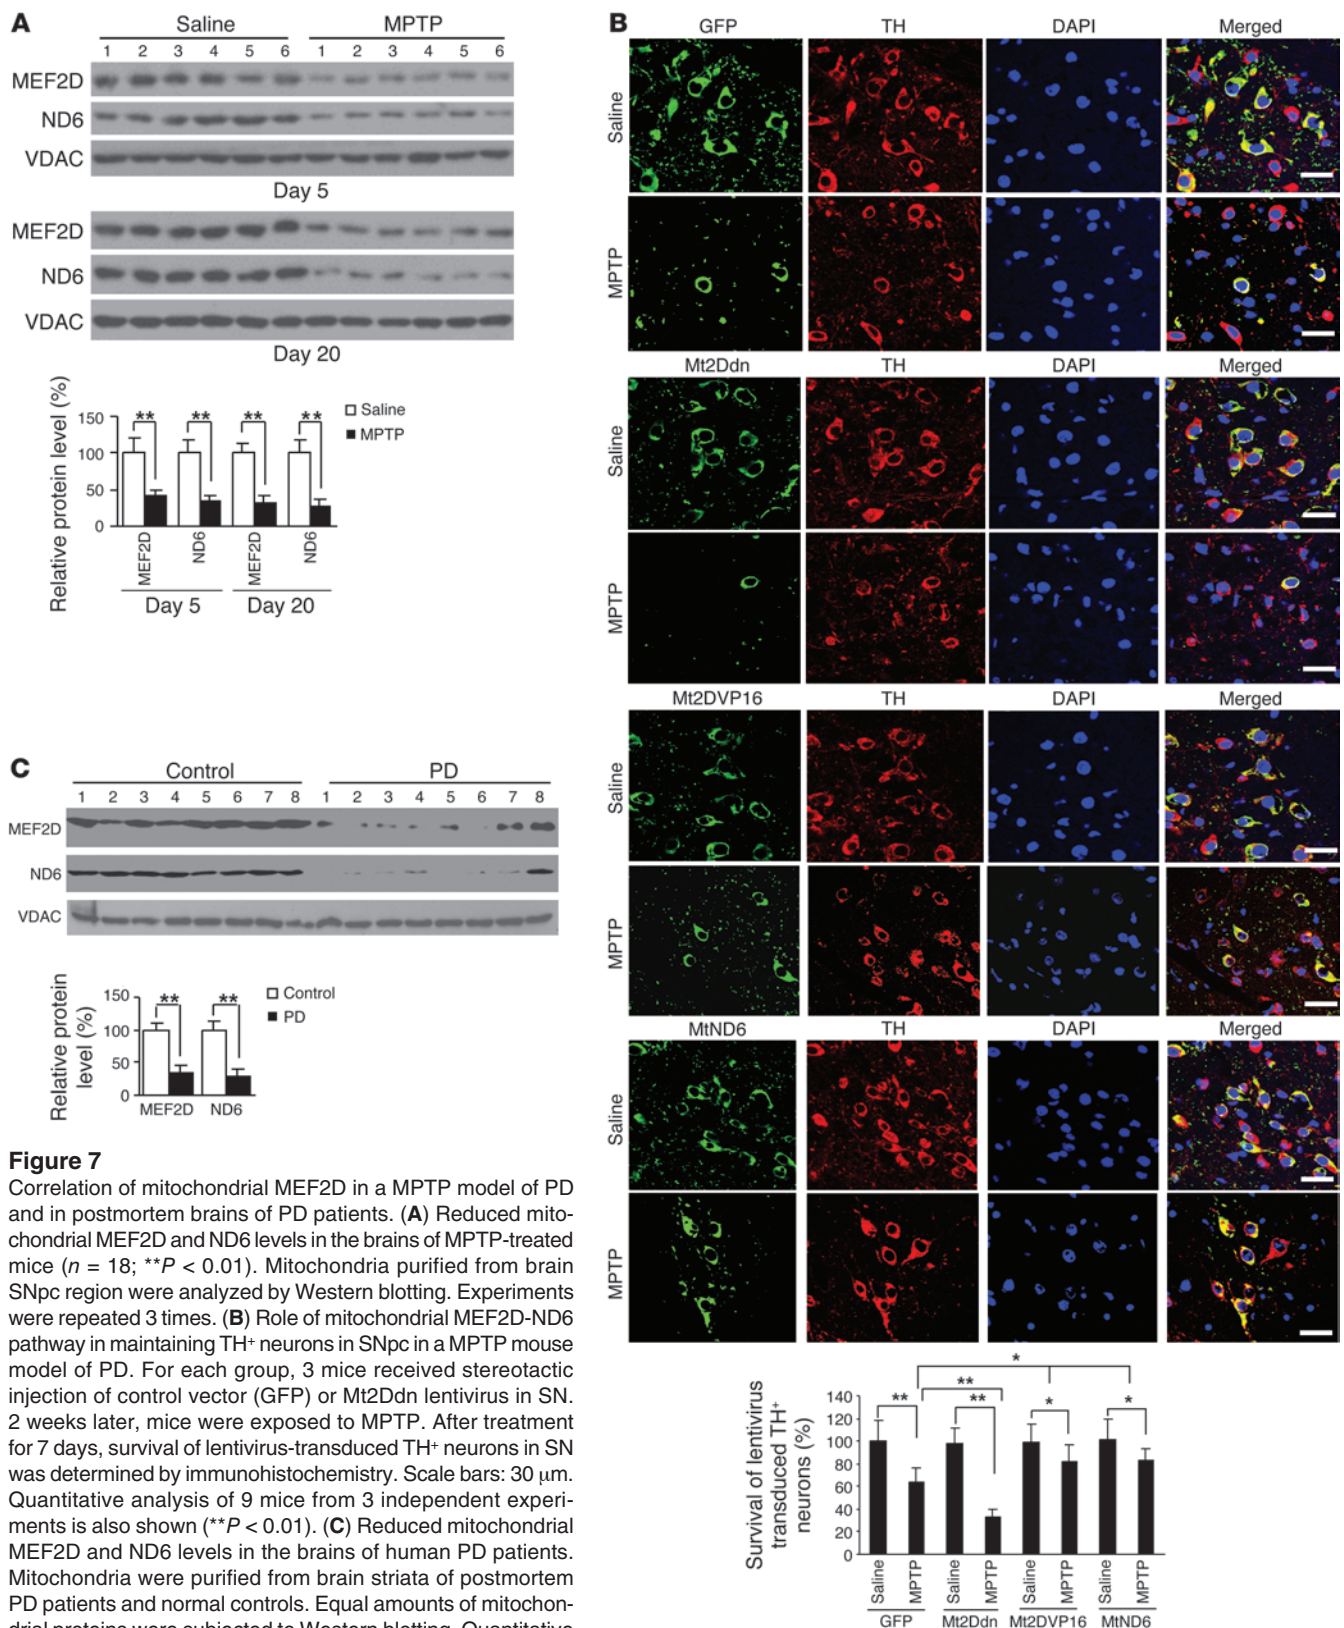 A
Saline MPTP
1 2 3 4 5 6 1 2 3 4 5 6
MEF2D
ND6
VDAC
Day 5
MEF2D
ND6
VDAC
Day 20
Relative protein level (%)
150
100
50
0
** ** ** **
Saline
MPTP
MEF2D ND6 MEF2D ND6
Day 5 Day 20
C
Control PD
1 2 3 4 5 6 7 8 1 2 3 4 5 6 7 8
MEF2D
ND6
VDAC
Relative protein
level (%)
150
100
50
0
** **
Control
PD
MEF2D ND6
Figure 7
Correlation of mitochondrial MEF2D in a MPTP model of PD
and in postmortem brains of PD patients. (A) Reduced mito-
chondrial MEF2D and ND6 levels in the brains of MPTP-treated
mice (n = 18; **P < 0.01). Mitochondria purified from brain
SNpc region were analyzed by Western blotting. Experiments
were repeated 3 times. (B) Role of mitochondrial MEF2D-ND6
pathway in maintaining TH+ neurons in SNpc in a MPTP mouse
model of PD. For each group, 3 mice received stereotactic
injection of control vector (GFP) or Mt2Ddn lentivirus in SN.
2 weeks later, mice were exposed to MPTP. After treatment
for 7 days, survival of lentivirus-transduced TH+ neurons in SN
was determined by immunohistochemistry. Scale bars: 30 μm.
Quantitative analysis of 9 mice from 3 independent experi-
ments is also shown (**P < 0.01). (C) Reduced mitochondrial
MEF2D and ND6 levels in the brains of human PD patients.
Mitochondria were purified from brain striata of postmortem
PD patients and normal controls. Equal amounts of mitochon-
drial proteins were subjected to Western blotting. Quantitative
B
GFP TH DAPI Merged
Saline
MPTP
Mt2Ddn TH DAPI Merged
Saline
MPTP
Mt2DVP16 TH DAPI Merged
Saline
MPTP
MtND6 TH DAPI Merged
Saline
MPTP
Survival of lentivirus
transduced TH+
neurons (%)
140
120
100
80
60
40
20
0
*
**
** ** * *
Saline MPTP Saline MPTP Saline MPTP Saline MPTP
GFP Mt2Ddn Mt2DVP16 MtND6